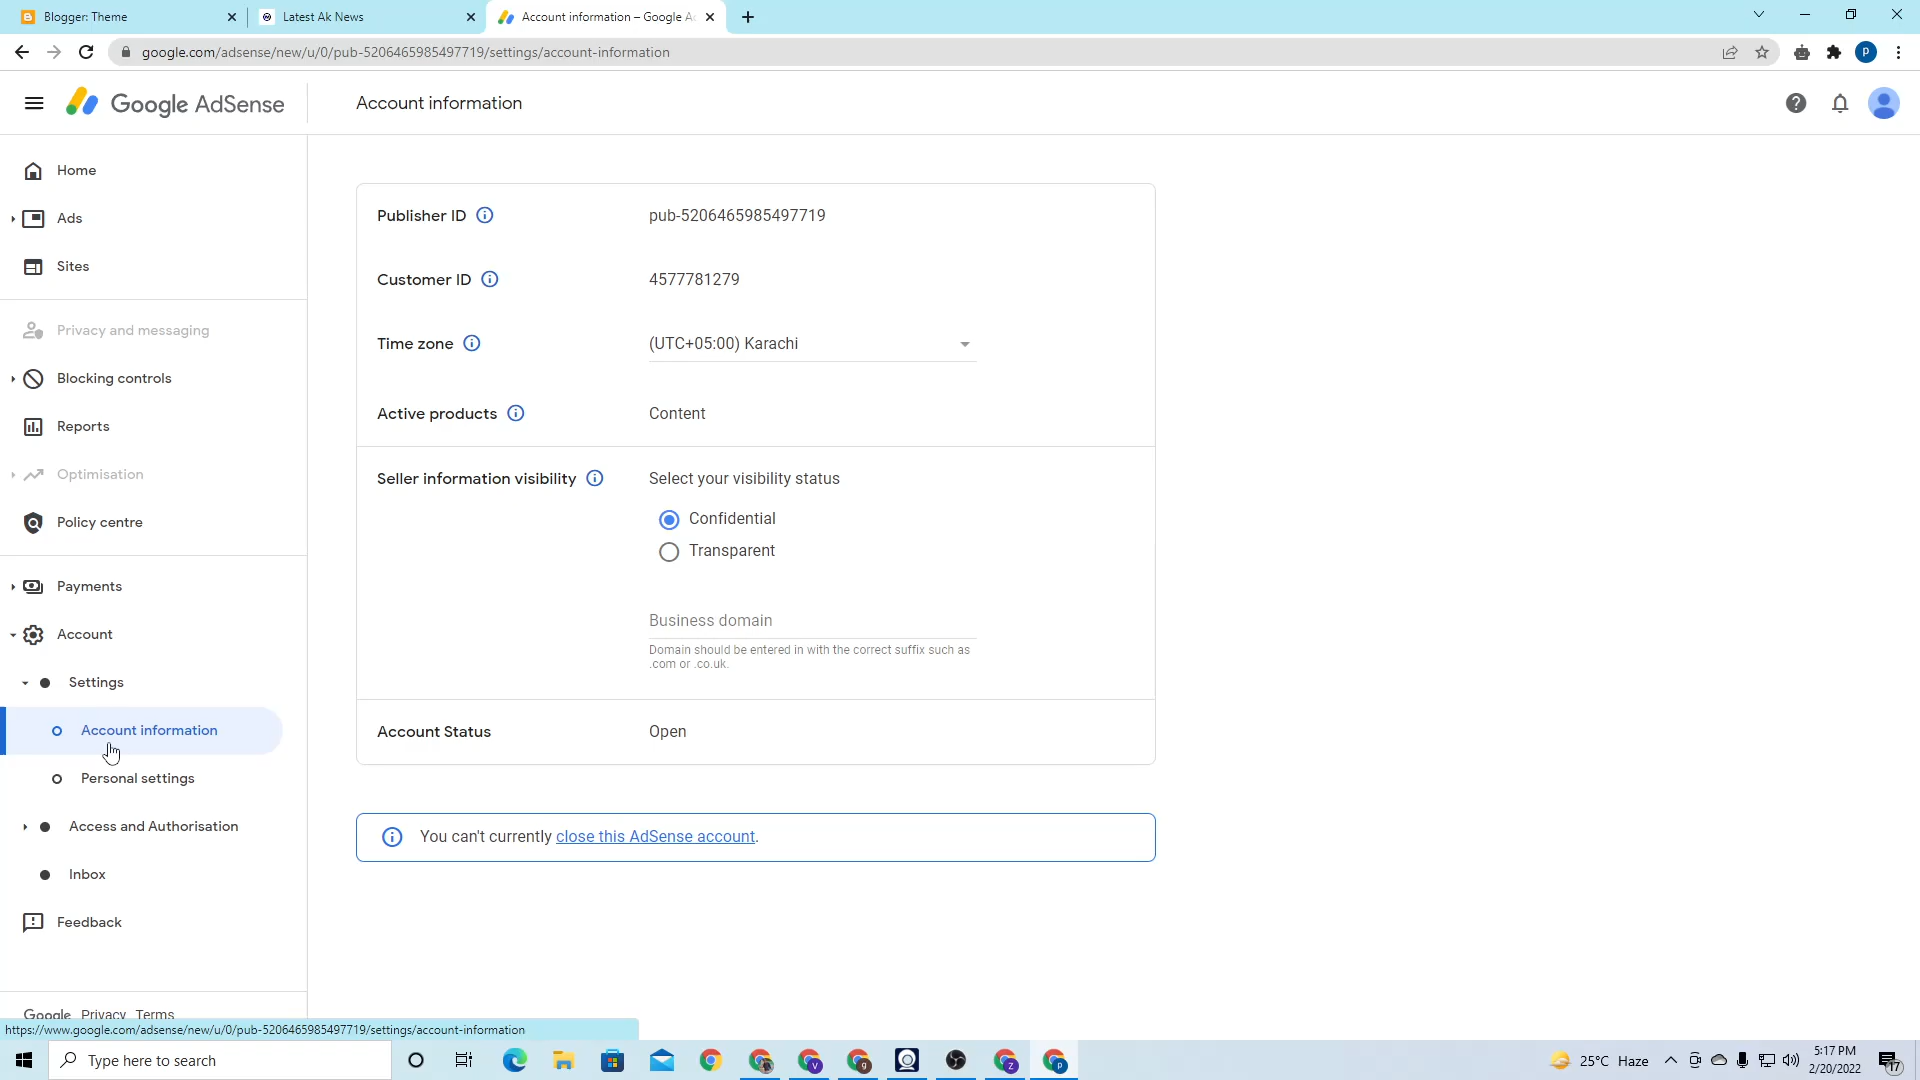 Blogger: Theme
Latest Ak News
Account information – Google A
google.com/adsense/new/u/0/pub-5206465985497719/settings/account-information
P
Google AdSense
Account information
Home
Ads
Sites
Privacy and messaging
Blocking controls
Reports
Optimisation
Policy centre
Payments
Account
Settings
Account information
Personal settings
Access and Authorisation
Inbox
Feedback
Google Privacy Terms
Publisher ID
pub-5206465985497719
Customer ID
4577781279
Time zone
(UTC+05:00) Karachi
Active products
Content
Seller information visibility
Select your visibility status
Confidential
Transparent
Business domain
Domain should be entered in with the correct suffix such as
.com or .co.uk.
Account Status
Open
You can't currently close this AdSense account.
https://www.google.com/adsense/new/u/0/pub-5206465985497719/settings/account-information
Type here to search
V
g
Z
P
25°C Haze
5:17 PM
2/20/2022
17